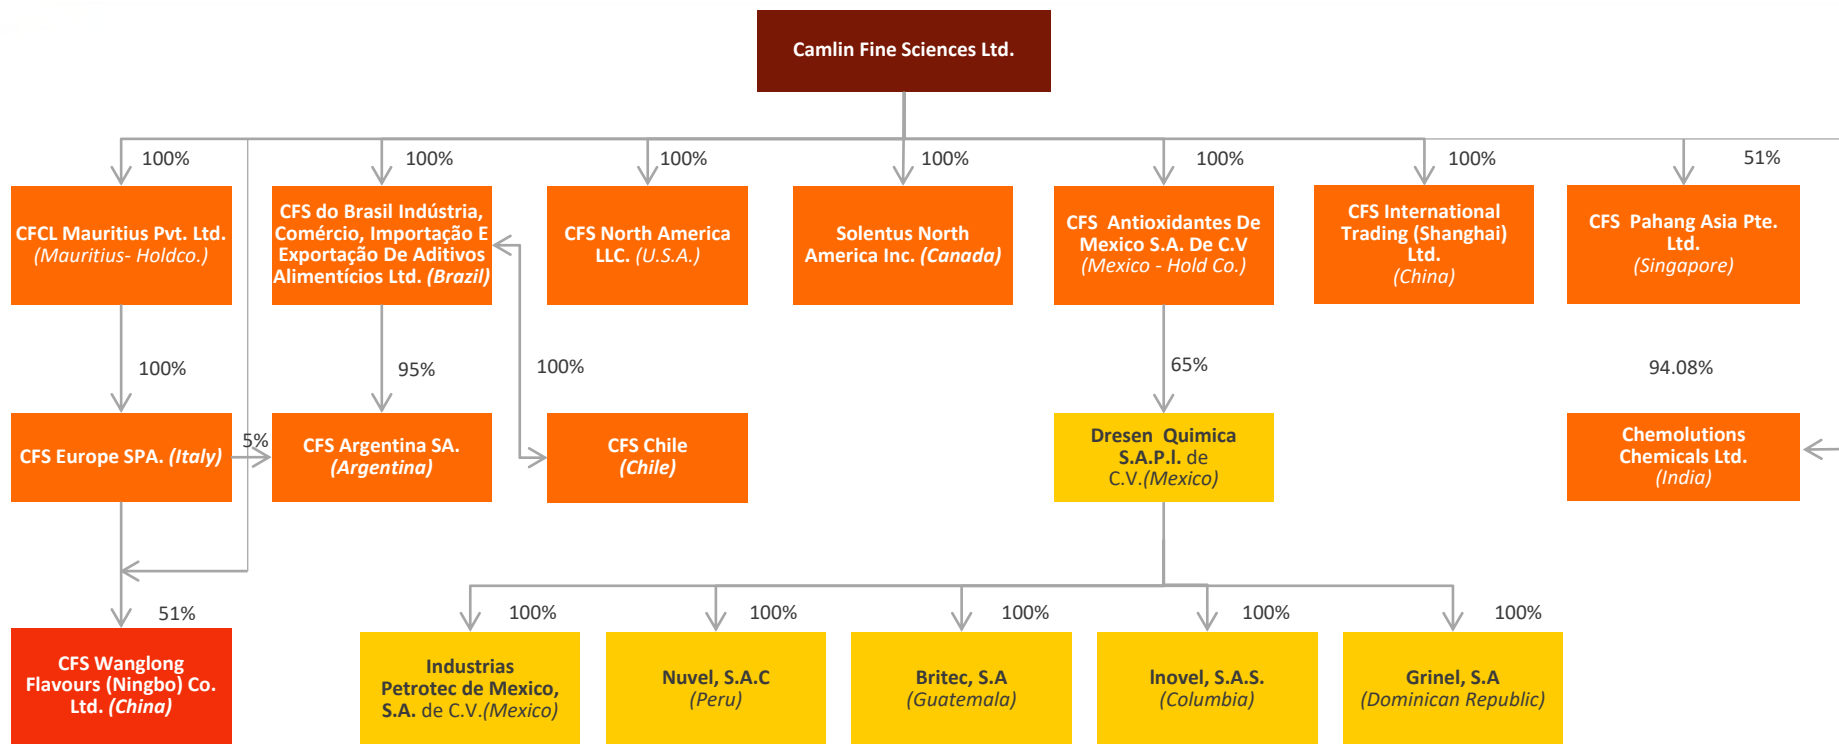 Camlin Fine Sciences Ltd.
100%
100%
100%
100%
100%
100%
51%
CFCL Mauritius Pvt. Ltd.
(Mauritius- Holdco.)
CFS do Brasil Indústria,
Comércio, Importação E
Exportação De Aditivos
Alimentícios Ltd. (Brazil)
CFS North America
LLC. (U.S.A.)
Solentus North
America Inc. (Canada)
CFS  Antioxidantes De
Mexico S.A. De C.V
(Mexico - Hold Co.)
CFS International
Trading (Shanghai)
Ltd.
(China)
CFS  Pahang Asia Pte.
Ltd.
(Singapore)
100%
95%
100%
65%
94.08%
CFS Europe SPA. (Italy)
5%
CFS Argentina SA.
(Argentina)
CFS Chile
(Chile)
Dresen  Quimica
S.A.P.I. de
C.V.(Mexico)
Chemolutions
Chemicals Ltd.
(India)
51%
100%
100%
100%
100%
100%
CFS Wanglong
Flavours (Ningbo) Co.
Ltd. (China)
Industrias
Petrotec de Mexico,
S.A. de C.V.(Mexico)
Nuvel, S.A.C
(Peru)
Britec, S.A
(Guatemala)
Inovel, S.A.S.
(Columbia)
Grinel, S.A
(Dominican Republic)